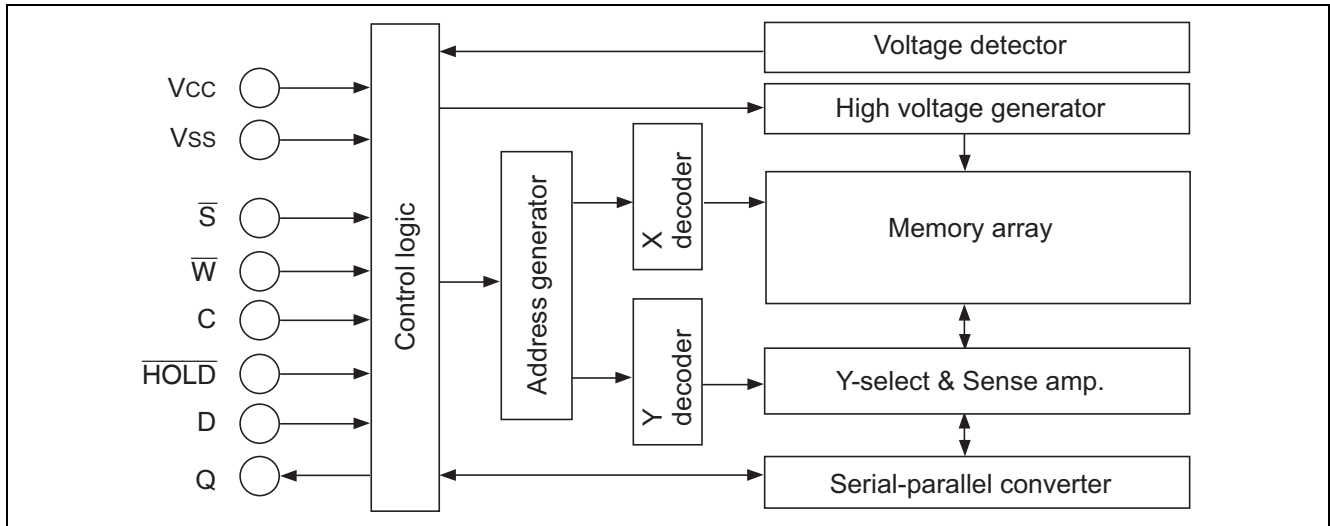 Vcc
Vss
S̅
W̅
C
H̅O̅L̅D̅
D
Q
Control logic
Address generator
X
decoder
Y
decoder
Voltage detector
High voltage generator
Memory array
Y-select & Sense amp.
Serial-parallel converter